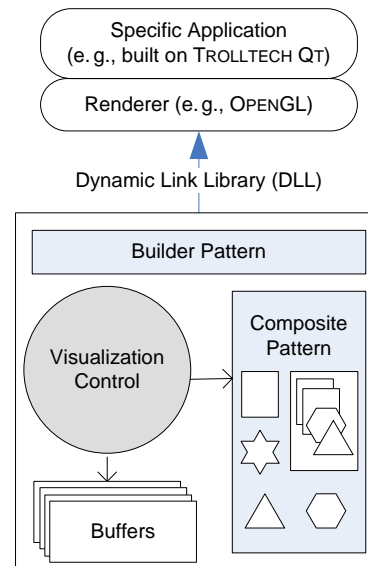 Specific Application
(e. g., built on TROLLTECH QT)
Renderer (e. g., OPENGL)
Dynamic Link Library (DLL)
Builder Pattern
Visualization
Control
Composite
Pattern
Buffers